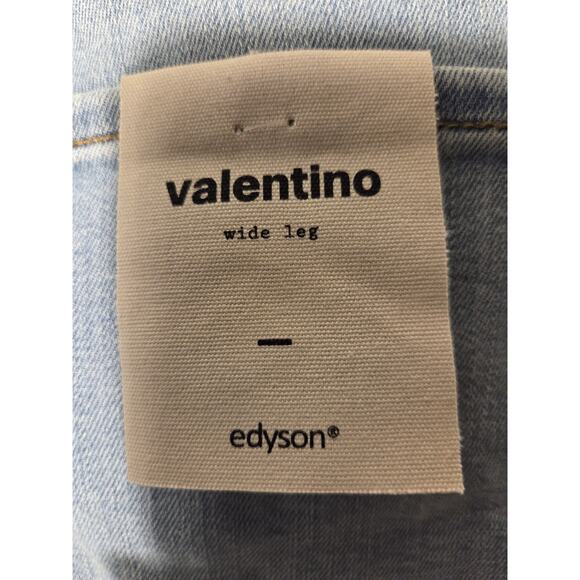 valentino
wide leg
edyson®